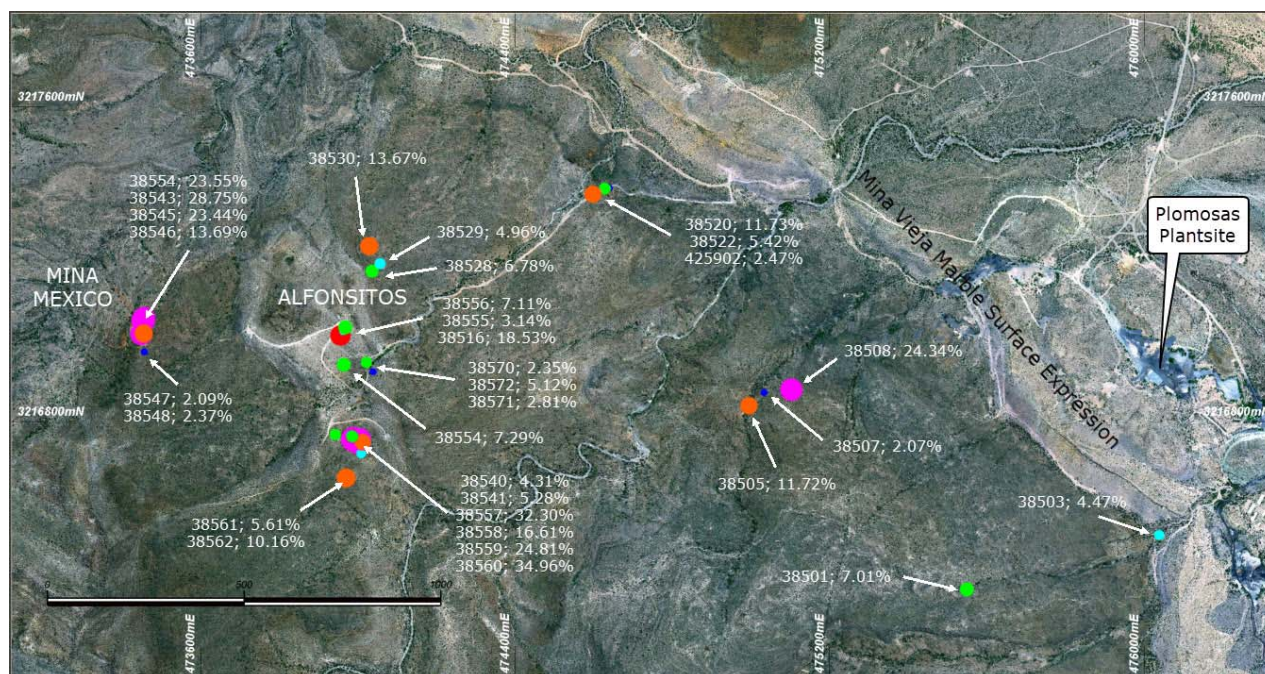 473600mE
474400mE
475200mE
476000mE
3217600mN
3217600mN
38530; 13.67%
38554; 23.55%
38543; 28.75%
38545; 23.44%
38546; 13.69%
38529; 4.96%
38528; 6.78%
38520; 11.73%
38522; 5.42%
425902; 2.47%
Mina Vieja Marble Surface Expression
Plomosas
Plantsite
MINA
MEXICO
ALFONSITOS
38556; 7.11%
38555; 3.14%
38516; 18.53%
38508; 24.34%
38570; 2.35%
38572; 5.12%
38571; 2.81%
38547; 2.09%
38548; 2.37%
3216800mN
3216800mN
38554; 7.29%
38507; 2.07%
38505; 11.72%
38540; 4.31%
38541; 5.28%
38557; 32.30%
38558; 16.61%
38559; 24.81%
38560; 34.96%
38561; 5.61%
38562; 10.16%
38503; 4.47%
38501; 7.01%
0
500
1000
473600mE
474400mE
475200mE
476000mE